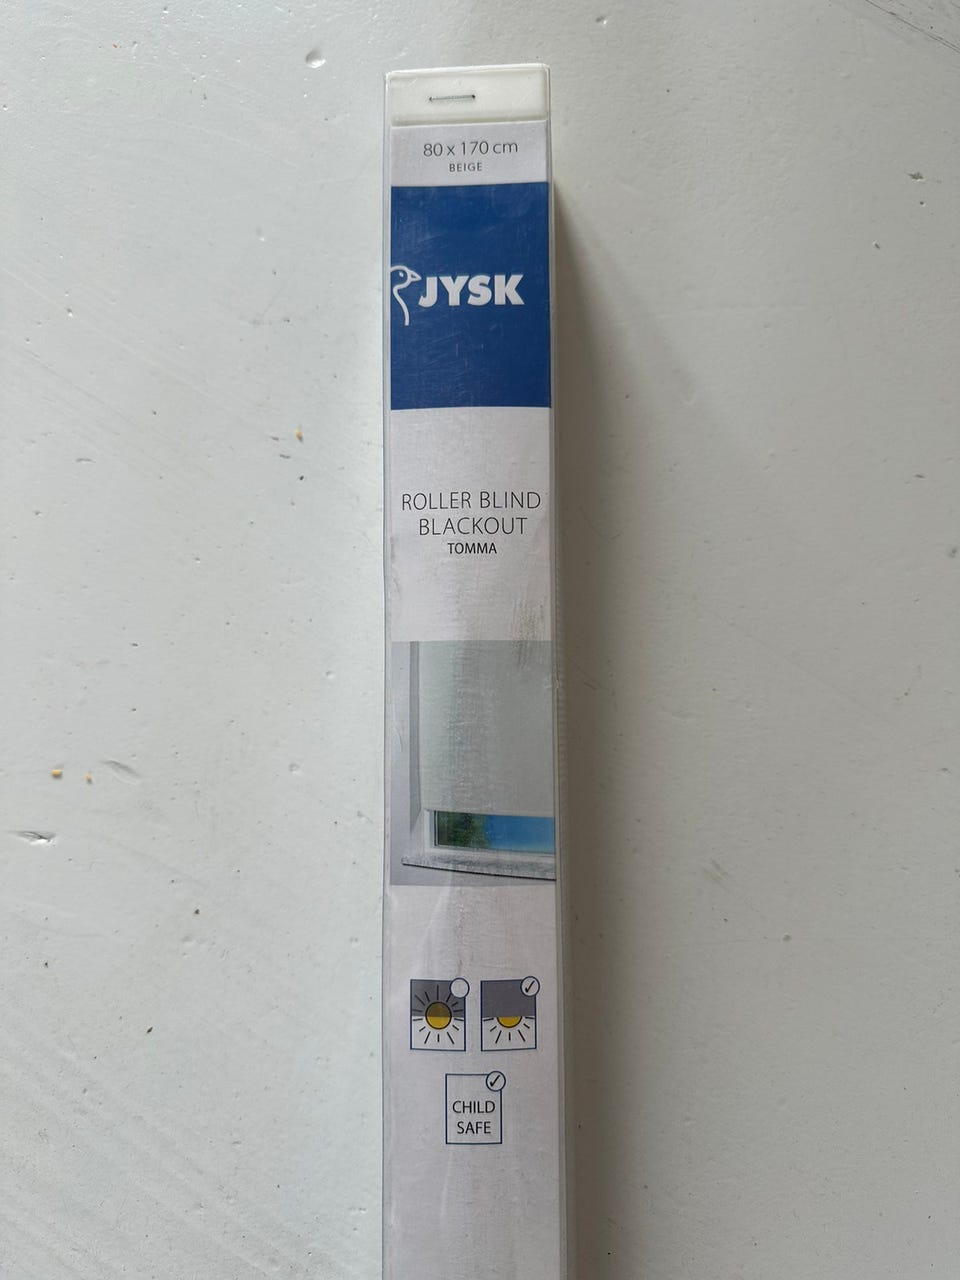 80 x 170 cm
BEIGE
JYSK
ROLLER BLIND
BLACKOUT
TOMMA
CHILD
SAFE